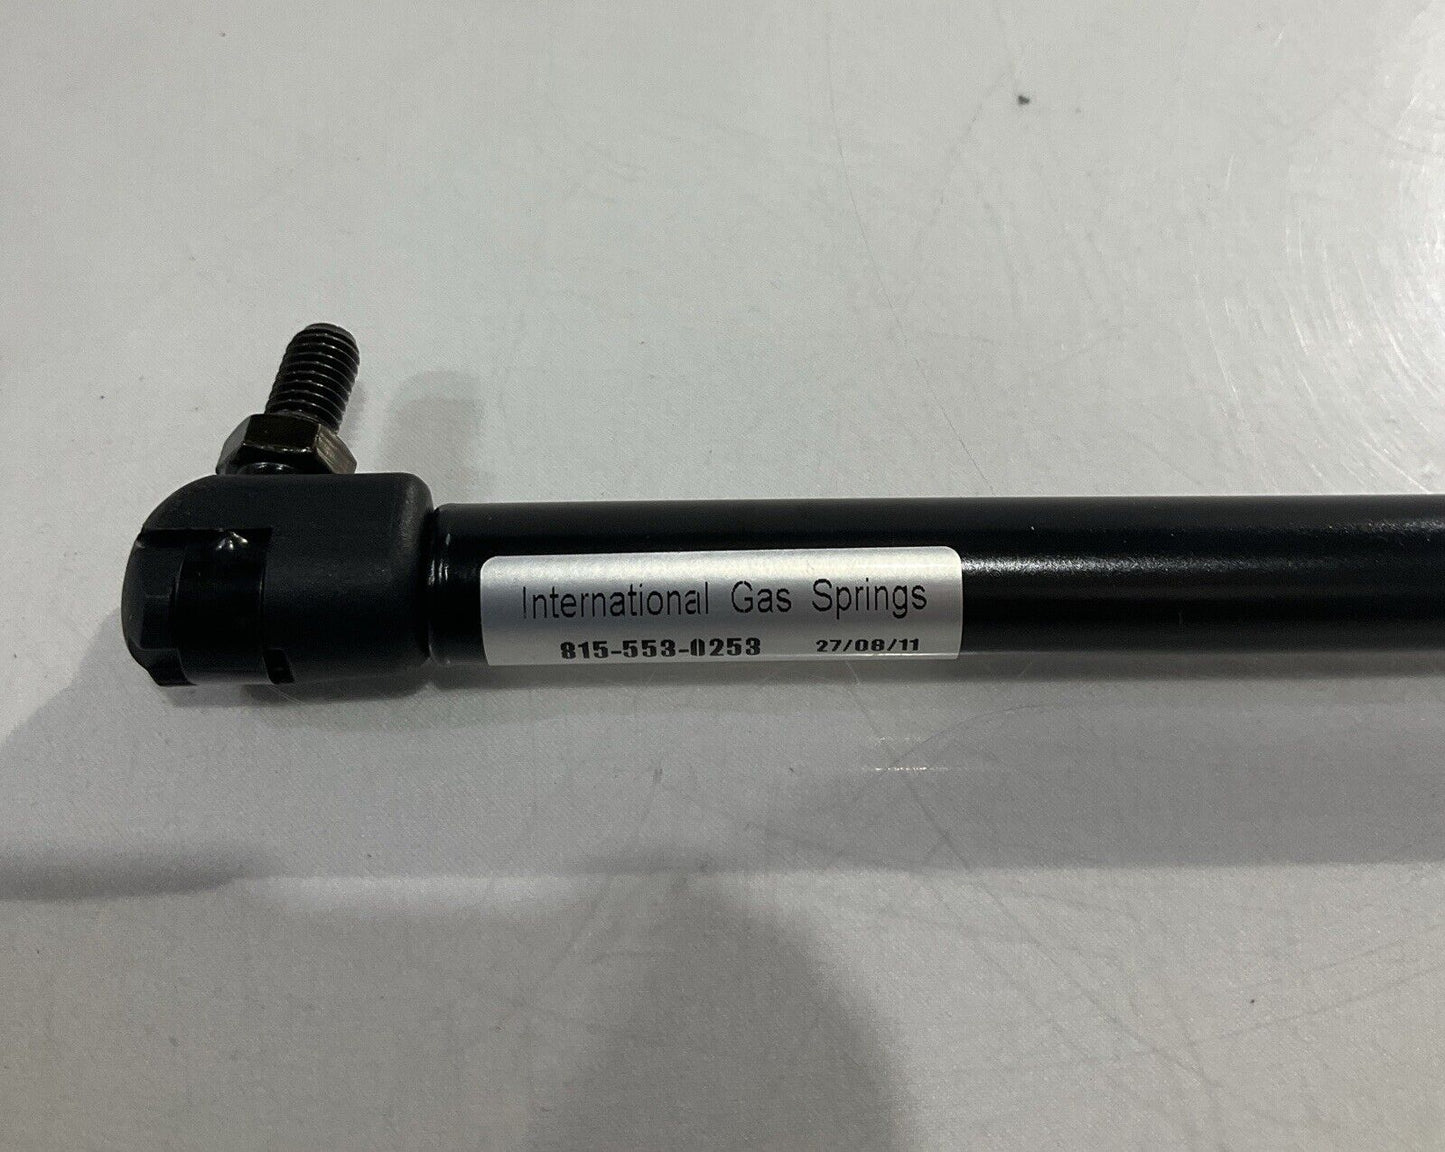 International Gas Springs
815-553-0253 27/08/11